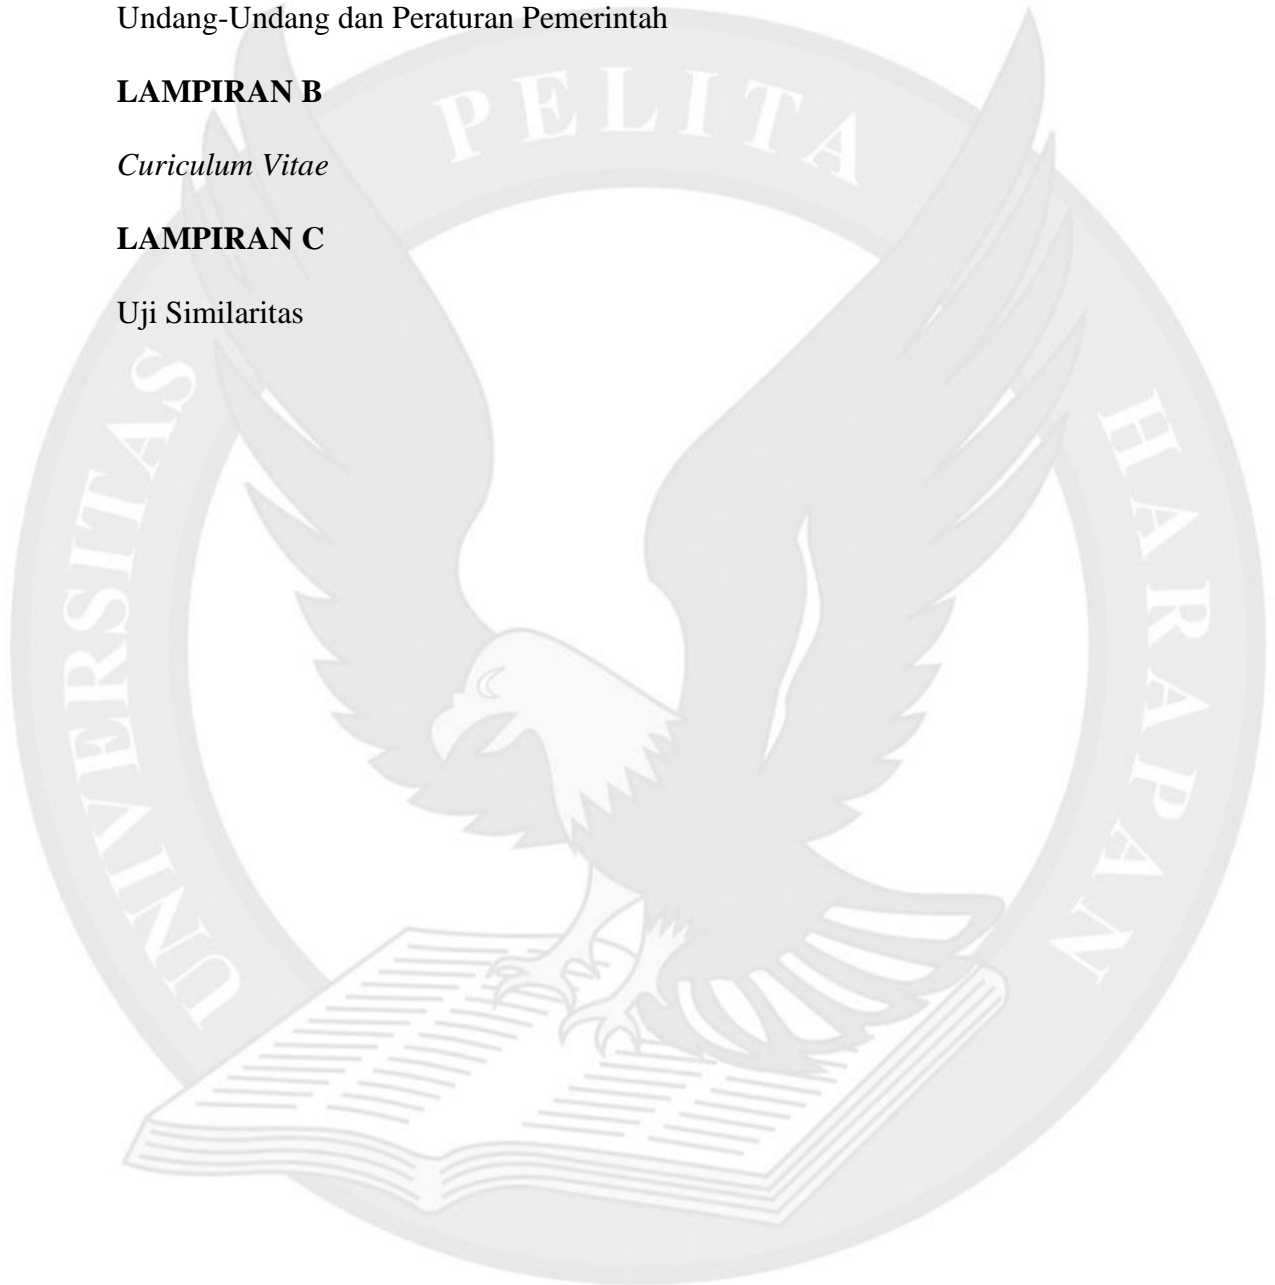 Undang-Undang dan Peraturan Pemerintah
LAMPIRAN B
Curiculum Vitae
LAMPIRAN C
Uji Similaritas
UNIVERSITAS PELITA HARAPAN